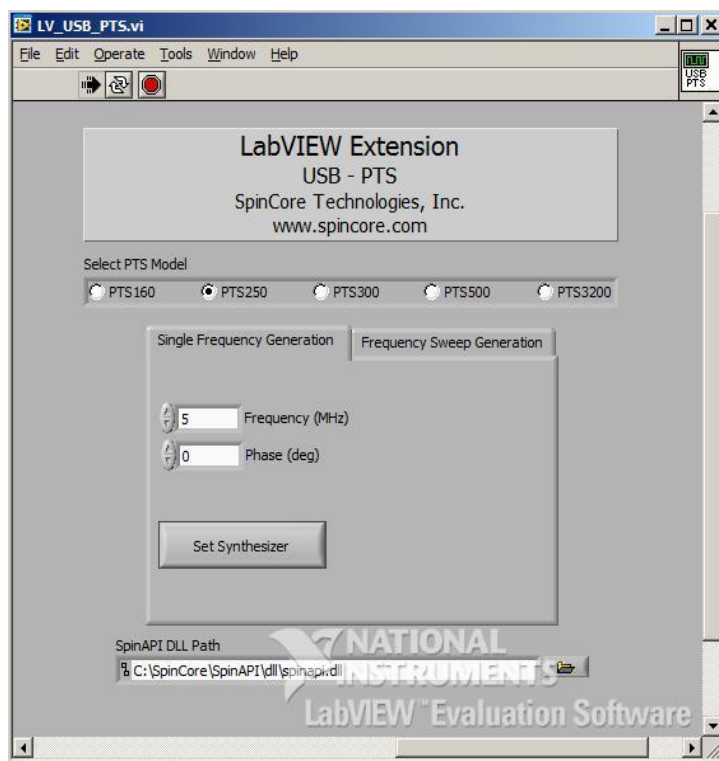 LV_USB_PTS.vi
File Edit Operate Tools Window Help
USB
PTS
LabVIEW Extension
USB - PTS
SpinCore Technologies, Inc.
www.spincore.com
Select PTS Model
PTS160 PTS250 PTS300 PTS500 PTS3200
Single Frequency Generation Frequency Sweep Generation
5 Frequency (MHz)
0 Phase (deg)
Set Synthesizer
SpinAPI DLL Path
C:\SpinCore\SpinAPI\dll\spinapi.dll
NATIONAL
INSTRUMENTS
LabVIEW™ Evaluation Software